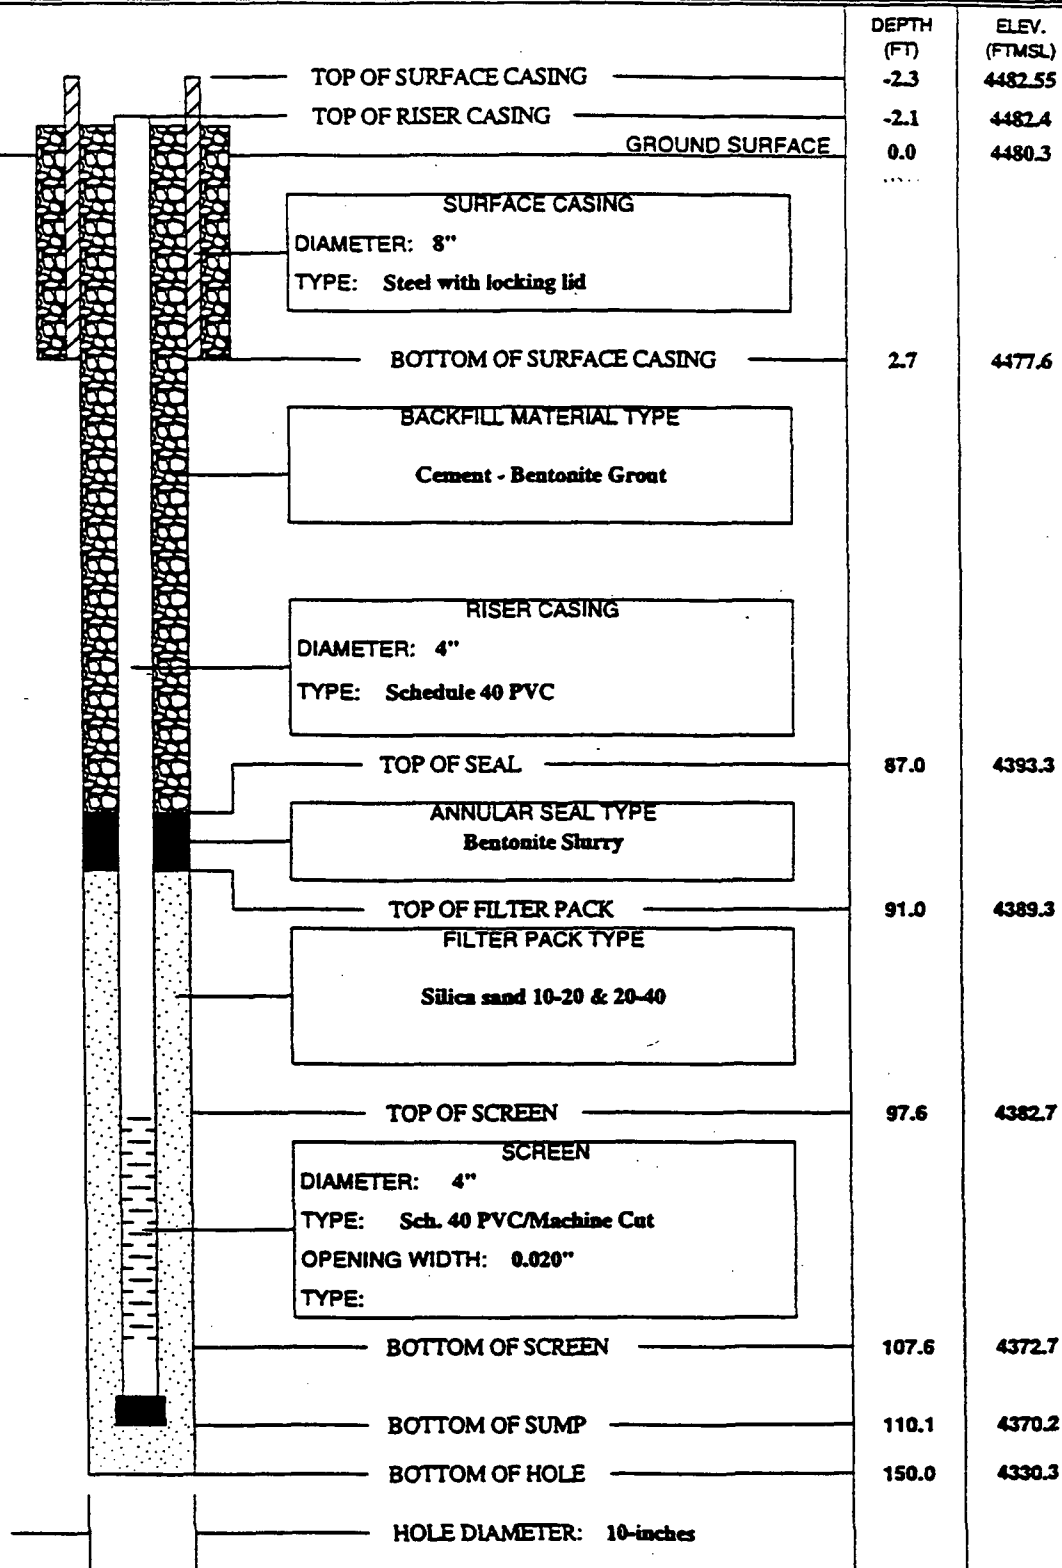 DEPTH ELEV.
(FT) (FTMSL)
TOP OF SURFACE CASING -2.3 4482.55
TOP OF RISER CASING -2.1 4482.4
GROUND SURFACE 0.0 4480.3
SURFACE CASING
DIAMETER: 8"
TYPE: Steel with locking lid
BOTTOM OF SURFACE CASING 2.7 4477.6
BACKFILL MATERIAL TYPE
Cement - Bentonite Grout
RISER CASING
DIAMETER: 4"
TYPE: Schedule 40 PVC
TOP OF SEAL 87.0 4393.3
ANNULAR SEAL TYPE
Bentonite Slurry
TOP OF FILTER PACK 91.0 4389.3
FILTER PACK TYPE
Silica sand 10-20 & 20-40
TOP OF SCREEN 97.6 4382.7
SCREEN
DIAMETER: 4"
TYPE: Sch. 40 PVC/Machine Cut
OPENING WIDTH: 0.020"
TYPE:
BOTTOM OF SCREEN 107.6 4372.7
BOTTOM OF SUMP 110.1 4370.2
BOTTOM OF HOLE 150.0 4330.3
HOLE DIAMETER: 10-inches